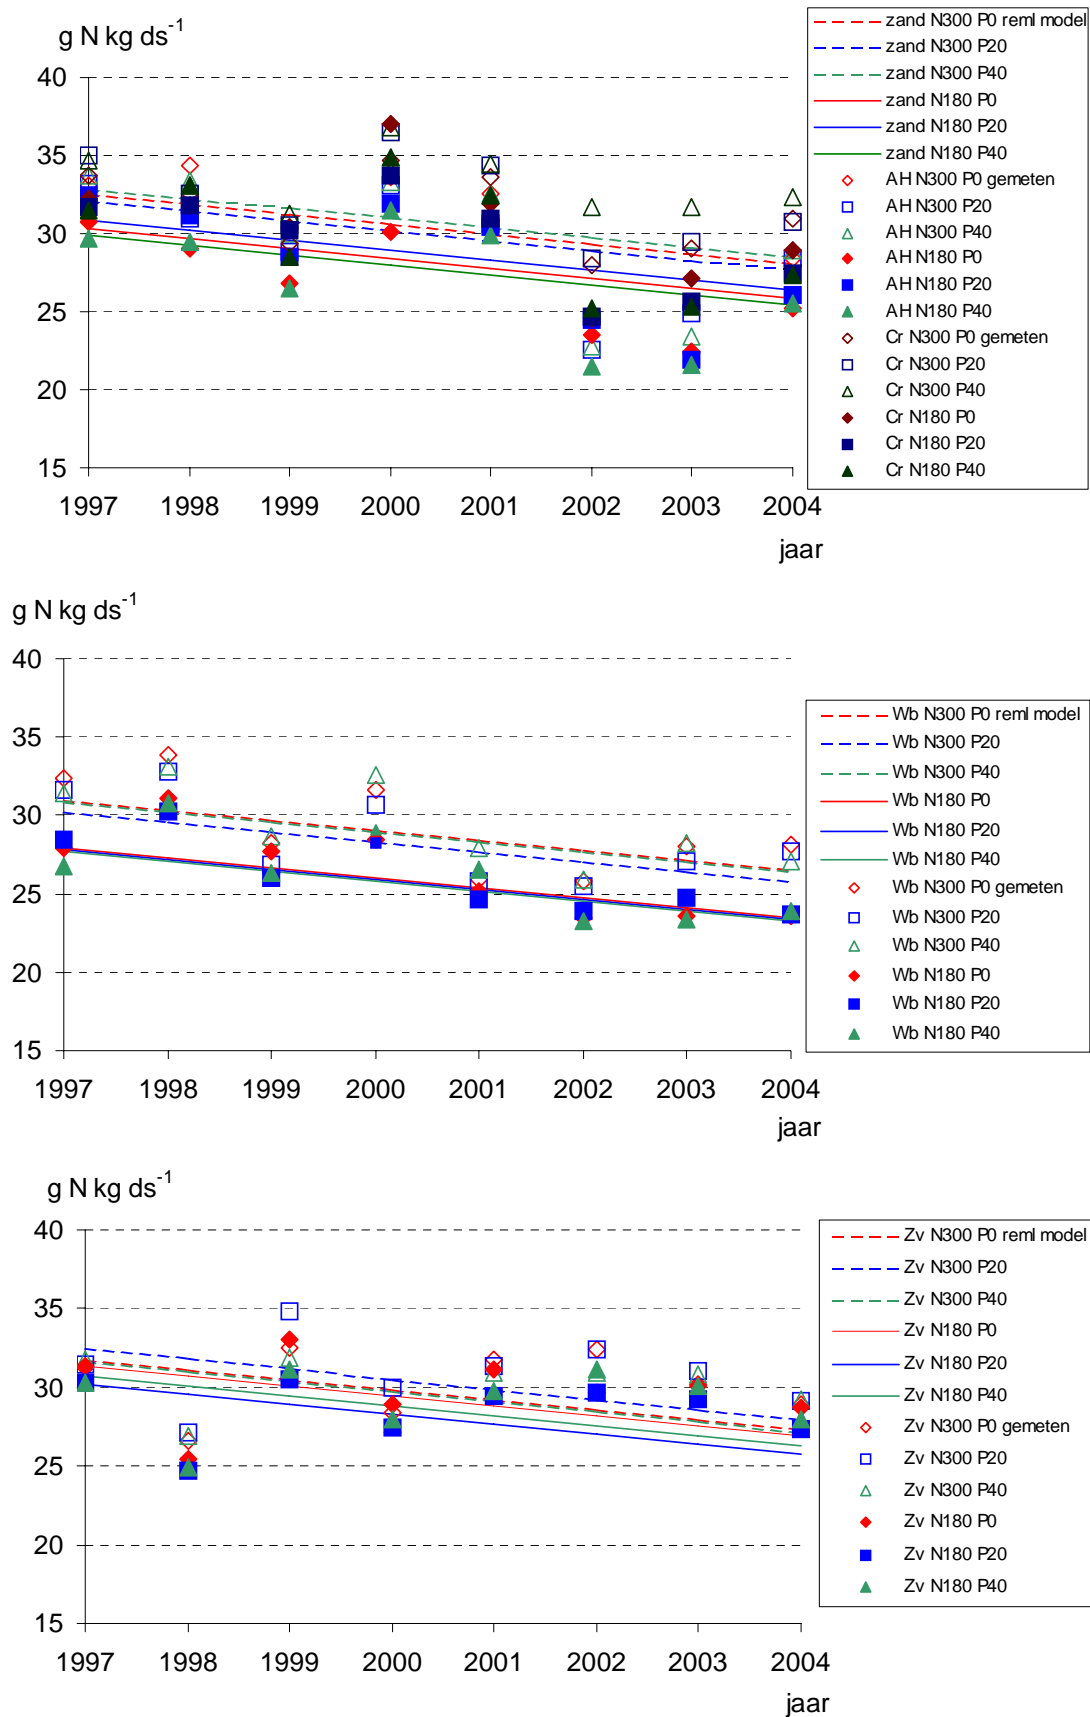 g N kg ds-1
40
35
30
25
20
15
1997 1998 1999 2000 2001 2002 2003 2004
jaar
zand N300 P0 reml model
zand N300 P20
zand N300 P40
zand N180 P0
zand N180 P20
zand N180 P40
AH N300 P0 gemeten
AH N300 P20
AH N300 P40
AH N180 P0
AH N180 P20
AH N180 P40
Cr N300 P0 gemeten
Cr N300 P20
Cr N300 P40
Cr N180 P0
Cr N180 P20
Cr N180 P40
g N kg ds-1
40
35
30
25
20
15
1997 1998 1999 2000 2001 2002 2003 2004
jaar
Wb N300 P0 reml model
Wb N300 P20
Wb N300 P40
Wb N180 P0
Wb N180 P20
Wb N180 P40
Wb N300 P0 gemeten
Wb N300 P20
Wb N300 P40
Wb N180 P0
Wb N180 P20
Wb N180 P40
g N kg ds-1
40
35
30
25
20
15
1997 1998 1999 2000 2001 2002 2003 2004
jaar
Zv N300 P0 reml model
Zv N300 P20
Zv N300 P40
Zv N180 P0
Zv N180 P20
Zv N180 P40
Zv N300 P0 gemeten
Zv N300 P20
Zv N300 P40
Zv N180 P0
Zv N180 P20
Zv N180 P40